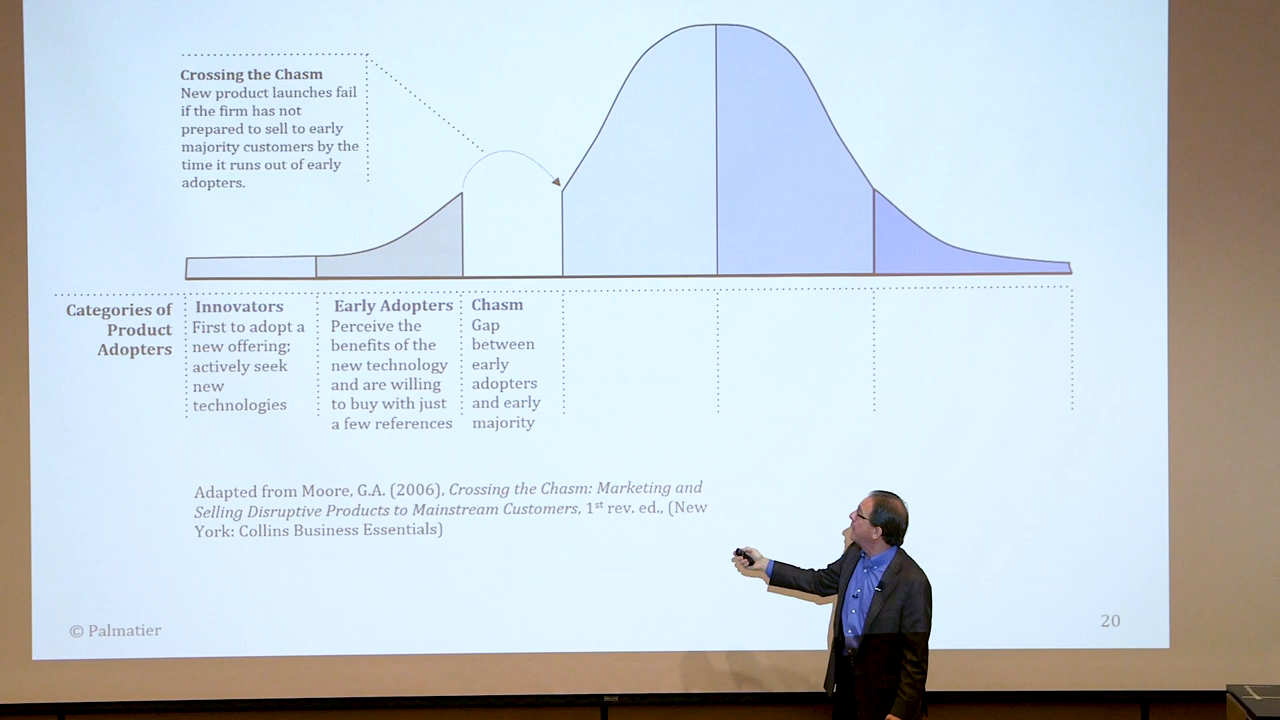 Crossing the Chasm
New product launches fail
if the firm has not
prepared to sell to early
majority customers by the
time it runs out of early
adopters.
Categories of
Product
Adopters
Innovators
First to adopt a
new offering;
actively seek
new
technologies
Early Adopters
Perceive the
benefits of the
new technology
and are willing
to buy with just
a few references
Chasm
Gap
between
early
adopters
and early
majority
Adapted from Moore, G.A. (2006), Crossing the Chasm: Marketing and
Selling Disruptive Products to Mainstream Customers, 1st rev. ed., (New
York: Collins Business Essentials)
© Palmatier
20